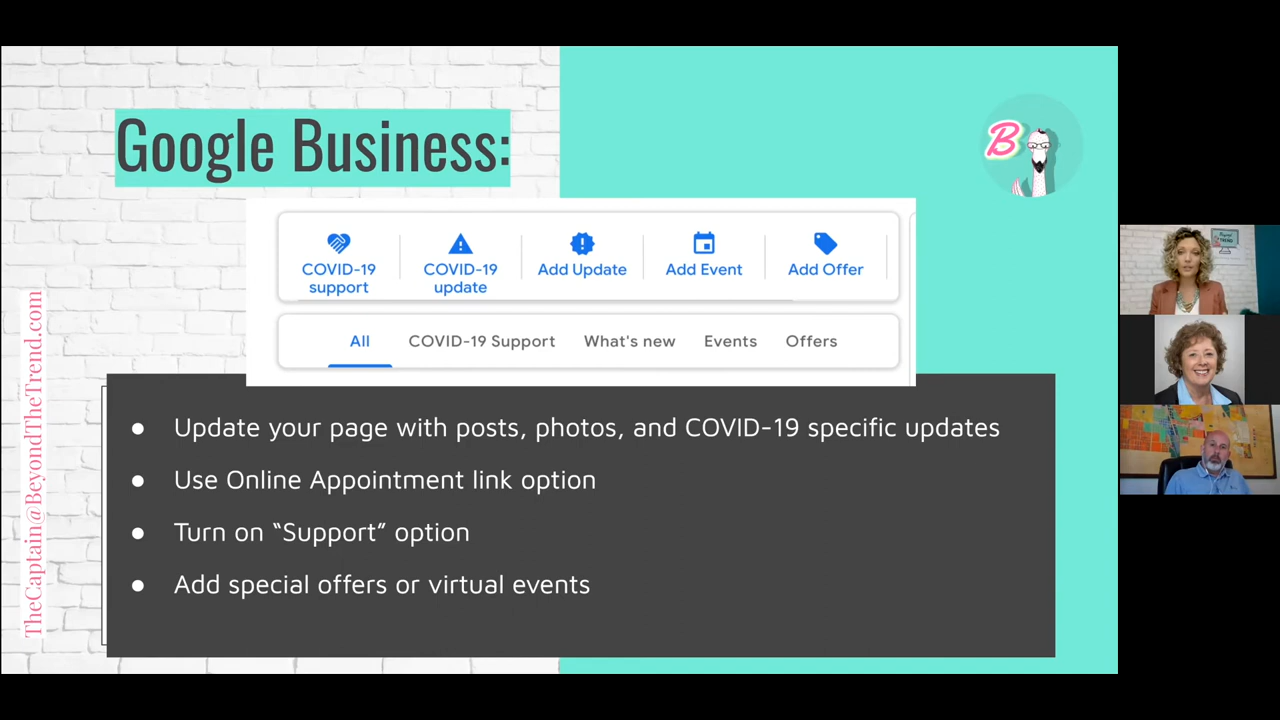 Google Business:
B
COVID-19 support
COVID-19 update
Add Update
Add Event
Add Offer
All
COVID-19 Support
What's new
Events
Offers
TheCaptain@BeyondTheTrend.com
Update your page with posts, photos, and COVID-19 specific updates
Use Online Appointment link option
Turn on “Support” option
Add special offers or virtual events